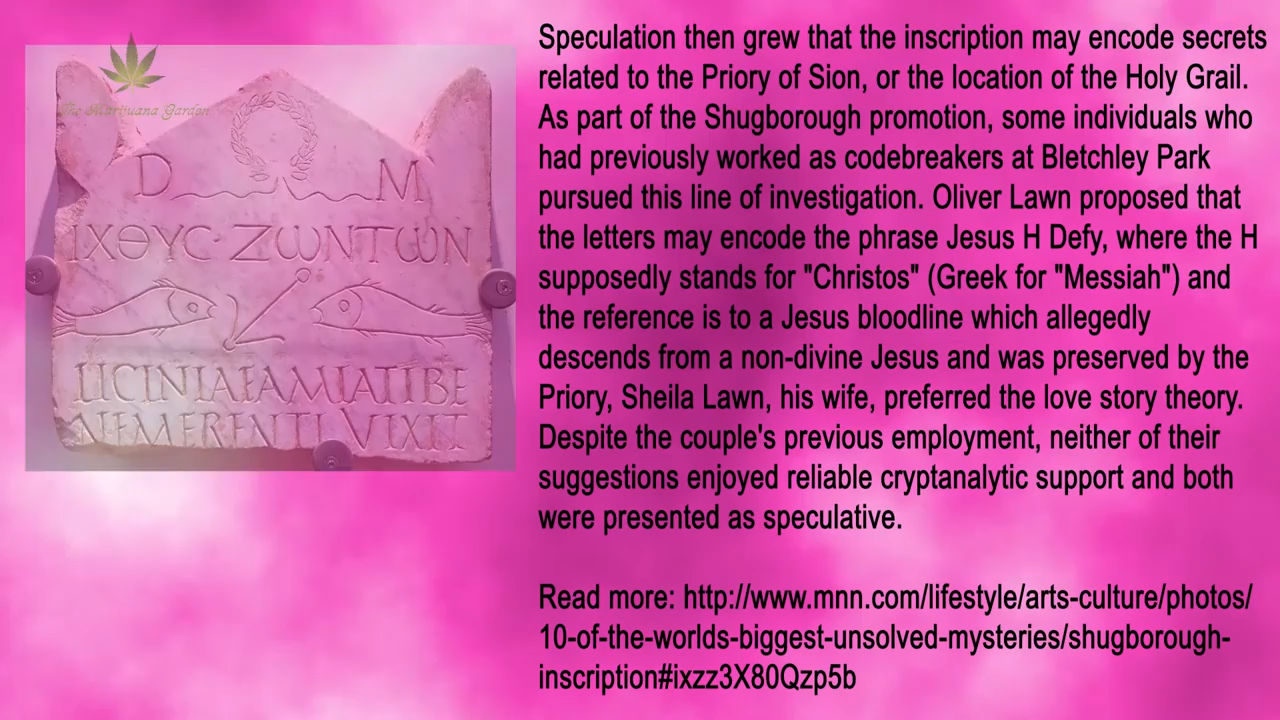 The Marijuana Garden
D M
ΙΧΘΥϹ ΖωΝΤωΝ
LICINIAE AMIATI BE
VIXIT
Speculation then grew that the inscription may encode secrets
related to the Priory of Sion, or the location of the Holy Grail.
As part of the Shugborough promotion, some individuals who
had previously worked as codebreakers at Bletchley Park
pursued this line of investigation. Oliver Lawn proposed that
the letters may encode the phrase Jesus H Defy, where the H
supposedly stands for "Christos" (Greek for "Messiah") and
the reference is to a Jesus bloodline which allegedly
descends from a non-divine Jesus and was preserved by the
Priory, Sheila Lawn, his wife, preferred the love story theory.
Despite the couple's previous employment, neither of their
suggestions enjoyed reliable cryptanalytic support and both
were presented as speculative.
Read more: http://www.mnn.com/lifestyle/arts-culture/photos/
10-of-the-worlds-biggest-unsolved-mysteries/shugborough-
inscription#ixzz3X80Qzp5b